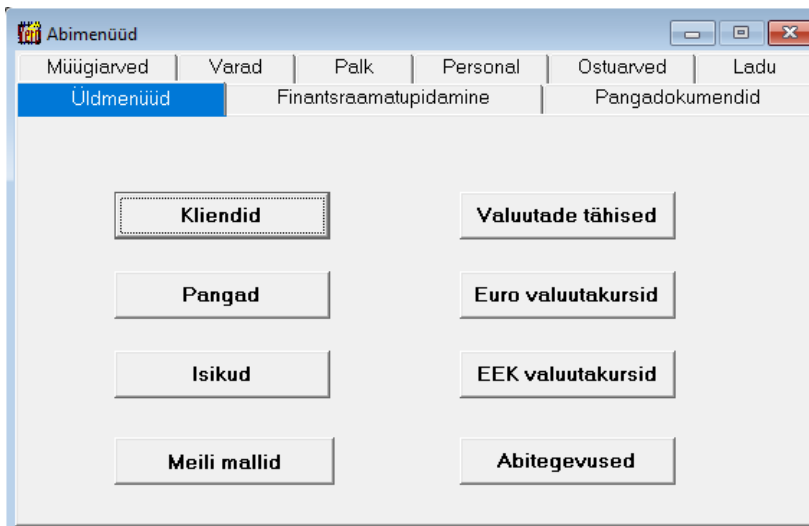 Abimenüüd
Müügiarved Varad Palk Personal Ostuarved Ladu
Üldmenüüd Finantsraamatupidamine Pangadokumendid
Kliendid Valuutade tähised
Pangad Euro valuutakursid
Isikud EEK valuutakursid
Meili mallid Abitegevused